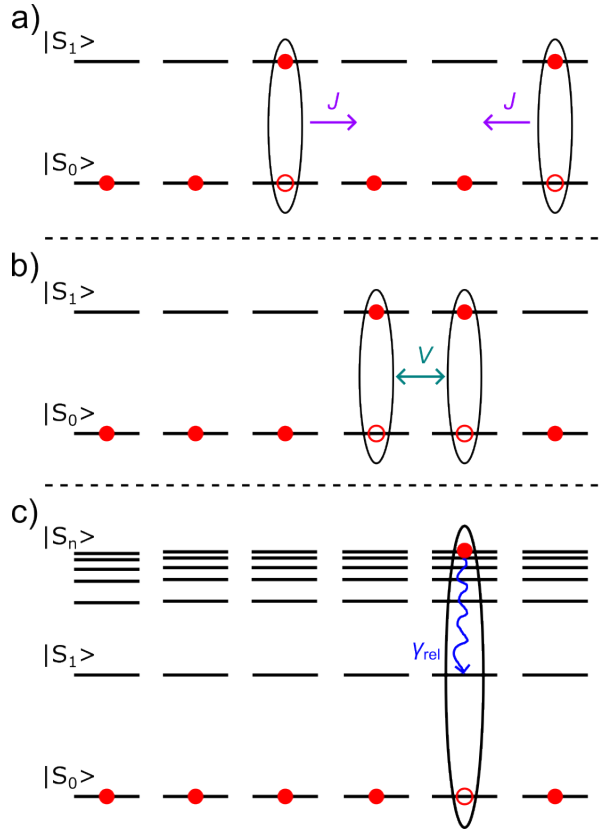 a)
|S₁>
J
J
|S₀>
b)
|S₁>
V
|S₀>
c)
|Sₙ>
γrel
|S₁>
|S₀>